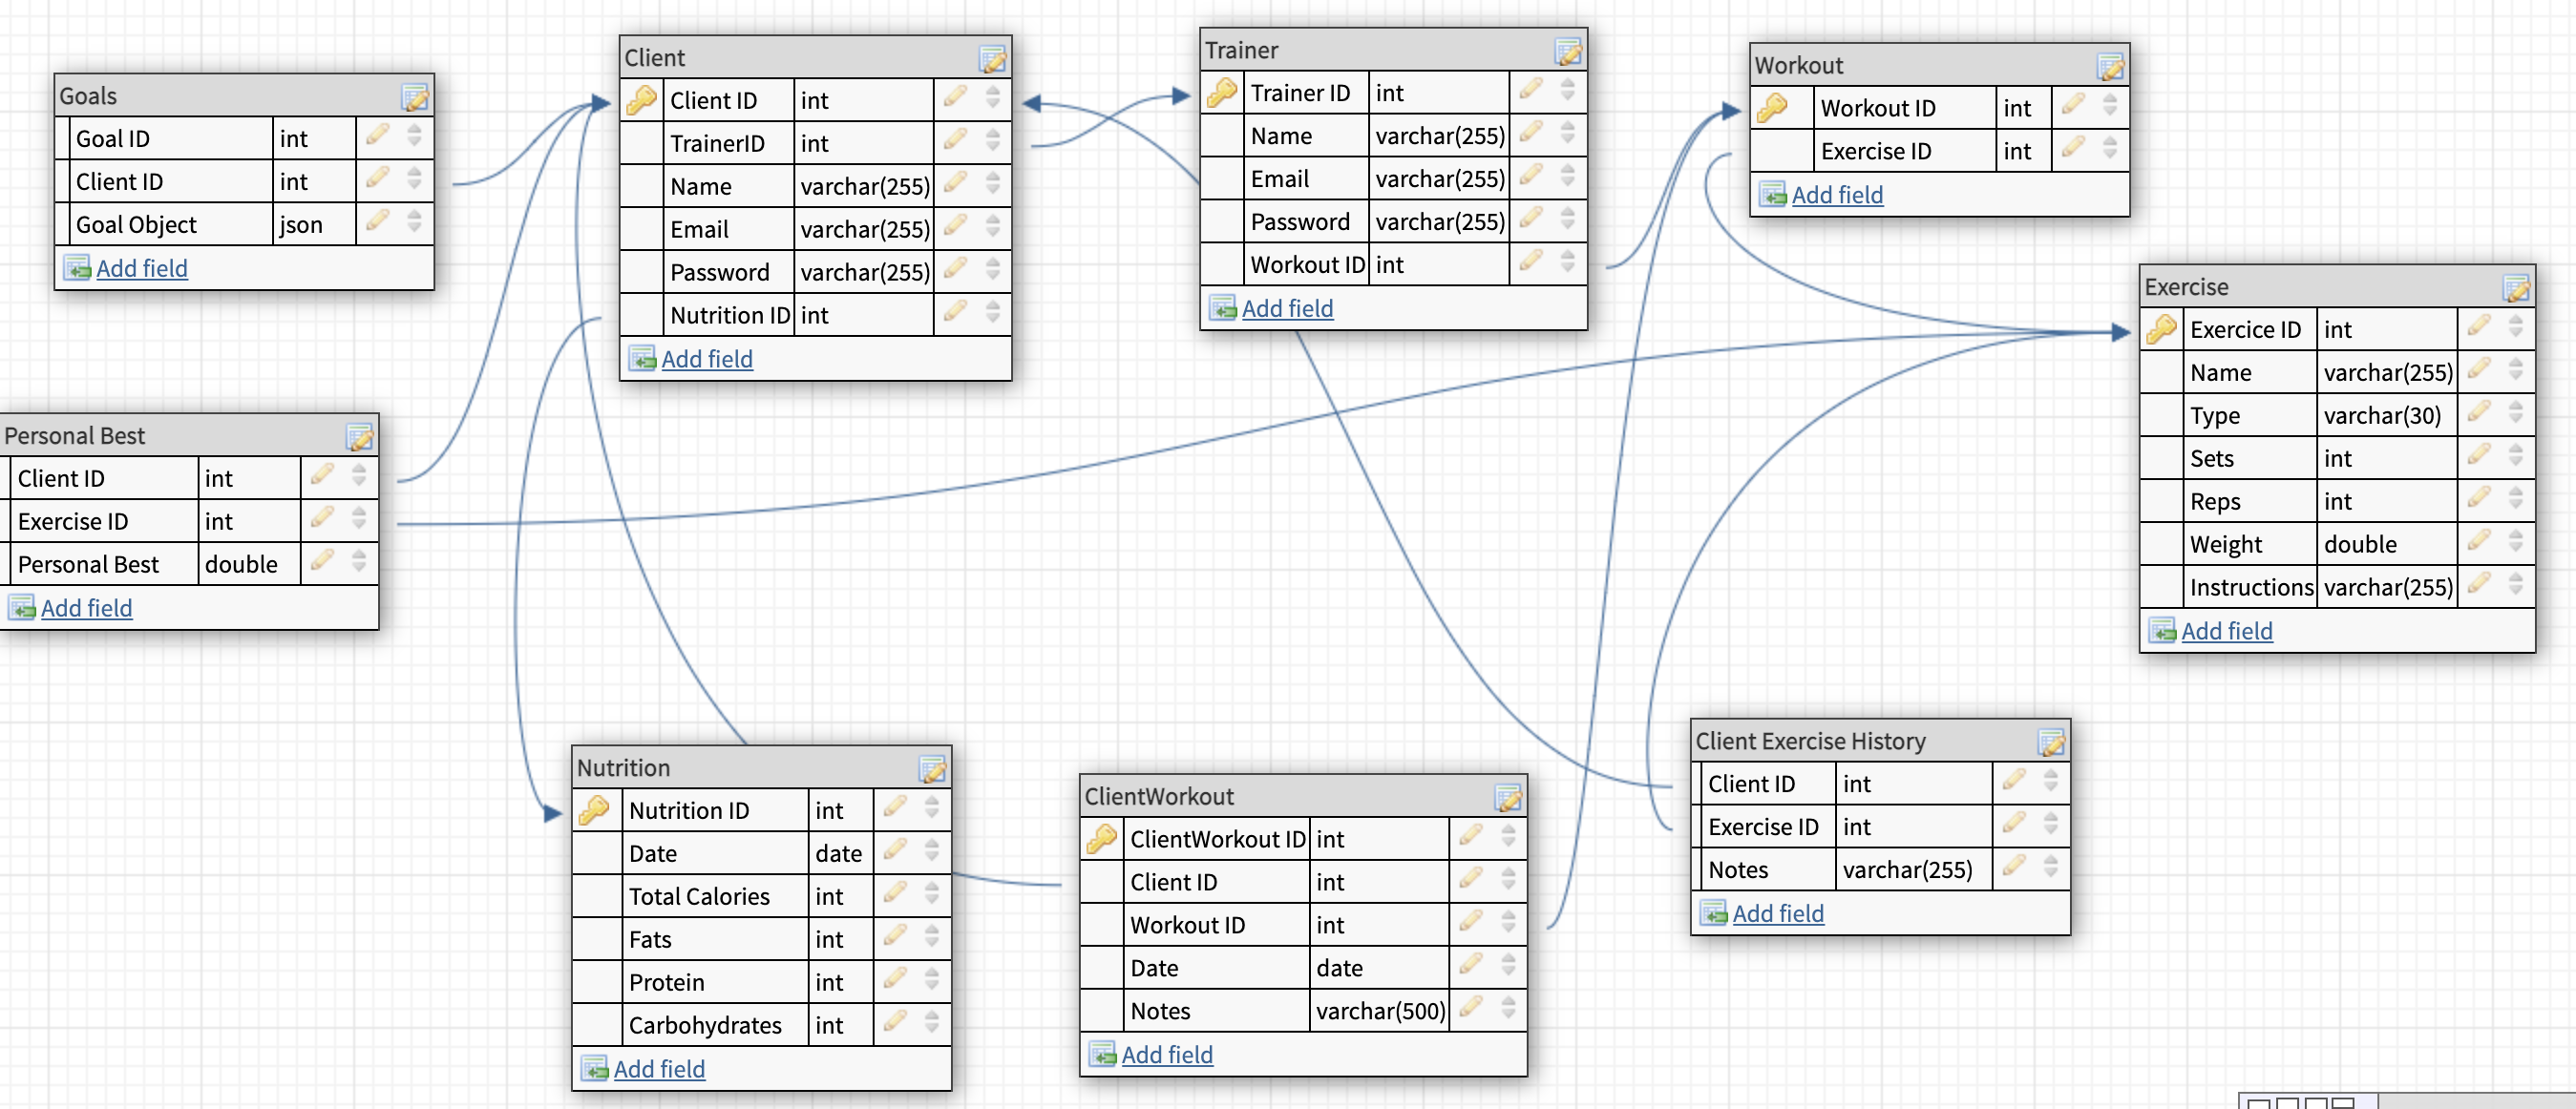 Goals
Goal ID int
Client ID int
Goal Object json
Add field
Client
Client ID int
TrainerID int
Name varchar(255)
Email varchar(255)
Password varchar(255)
Nutrition ID int
Add field
Trainer
Trainer ID int
Name varchar(255)
Email varchar(255)
Password varchar(255)
Workout ID int
Add field
Workout
Workout ID int
Exercise ID int
Add field
Exercise
Exercice ID int
Name varchar(255)
Type varchar(30)
Sets int
Reps int
Weight double
Instructions varchar(255)
Add field
Personal Best
Client ID int
Exercise ID int
Personal Best double
Add field
Nutrition
Nutrition ID int
Date date
Total Calories int
Fats int
Protein int
Carbohydrates int
Add field
ClientWorkout
ClientWorkout ID int
Client ID int
Workout ID int
Date date
Notes varchar(500)
Add field
Client Exercise History
Client ID int
Exercise ID int
Notes varchar(255)
Add field